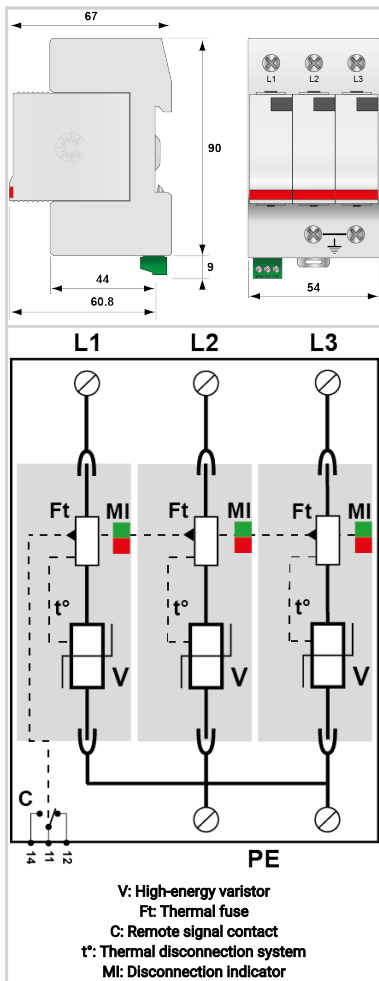 67
L1 L2 L3
90
9
44
60.8
54
L1 L2 L3
Ft MI Ft MI Ft MI
t° t° t°
V V V
C
14 11 12
PE
V: High-energy varistor
Ft: Thermal fuse
C: Remote signal contact
t°: Thermal disconnection system
MI: Disconnection indicator